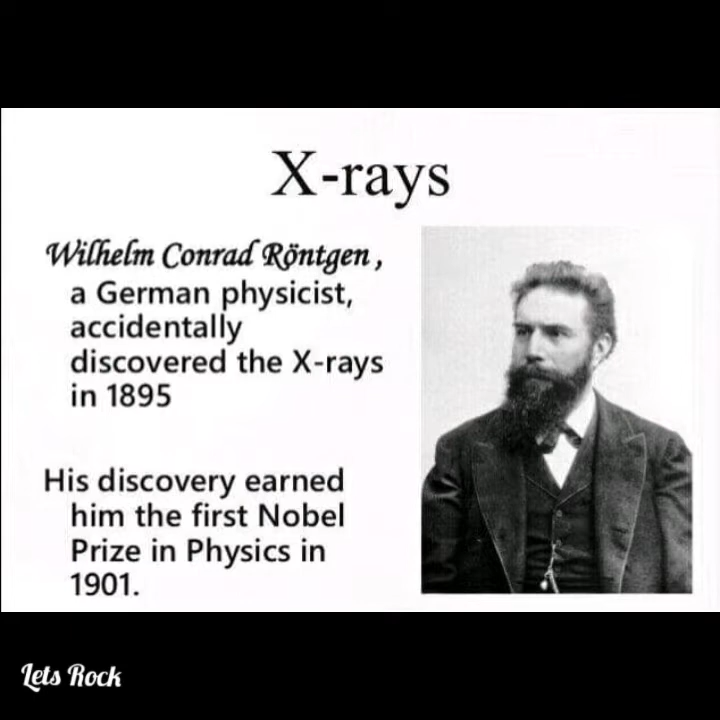 X-rays
Wilhelm Conrad Röntgen ,
a German physicist,
accidentally
discovered the X-rays
in 1895
His discovery earned
him the first Nobel
Prize in Physics in
1901.
Lets Rock